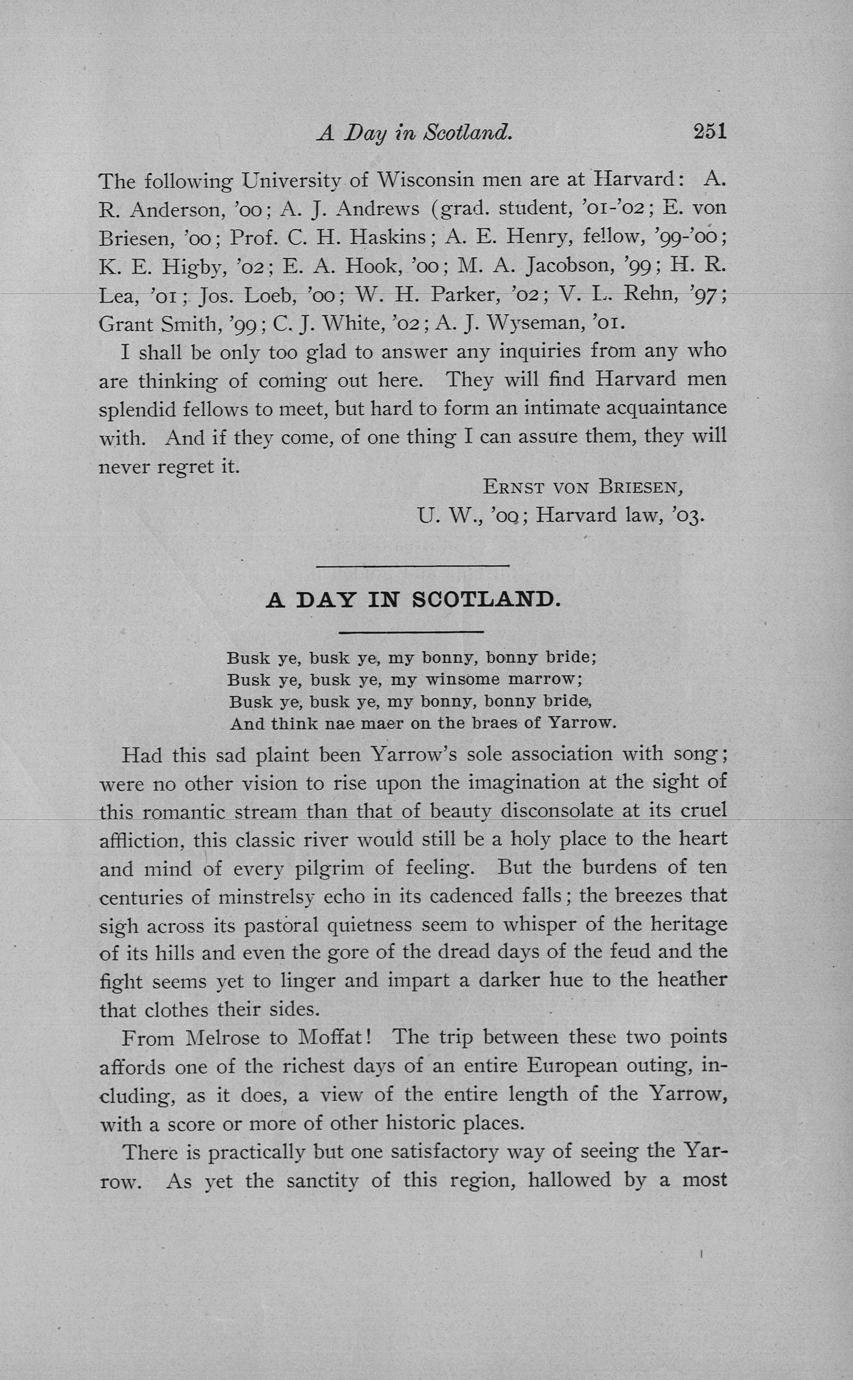 A Day in Scotland. 251
The following University of Wisconsin men are at Harvard: A.
R. Anderson, ’00; A. J. Andrews (grad. student, ’01-’02; E. von
Briesen, ’00; Prof. C. H. Haskins; A. E. Henry, fellow, ’99-’00;
K. E. Higby, ’02; E. A. Hook, ’00; M. A. Jacobson, ’99; H. R.
Lea, ’01; Jos. Loeb, ’00; W. H. Parker, ’02; V. L. Rehn, ’97;
Grant Smith, ’99; C. J. White, ’02; A. J. Wyseman, ’01.
I shall be only too glad to answer any inquiries from any who
are thinking of coming out here. They will find Harvard men
splendid fellows to meet, but hard to form an intimate acquaintance
with. And if they come, of one thing I can assure them, they will
never regret it.
ERNST VON BRIESEN,
U. W., ’00; Harvard law, ’03.
A DAY IN SCOTLAND.
Busk ye, busk ye, my bonny, bonny bride;
Busk ye, busk ye, my winsome marrow;
Busk ye, busk ye, my bonny, bonny bride,
And think nae maer on the braes of Yarrow.
Had this sad plaint been Yarrow’s sole association with song;
were no other vision to rise upon the imagination at the sight of
this romantic stream than that of beauty disconsolate at its cruel
affliction, this classic river would still be a holy place to the heart
and mind of every pilgrim of feeling. But the burdens of ten
centuries of minstrelsy echo in its cadenced falls; the breezes that
sigh across its pastoral quietness seem to whisper of the heritage
of its hills and even the gore of the dread days of the feud and the
fight seems yet to linger and impart a darker hue to the heather
that clothes their sides.
From Melrose to Moffat! The trip between these two points
affords one of the richest days of an entire European outing, in-
cluding, as it does, a view of the entire length of the Yarrow,
with a score or more of other historic places.
There is practically but one satisfactory way of seeing the Yar-
row. As yet the sanctity of this region, hallowed by a most